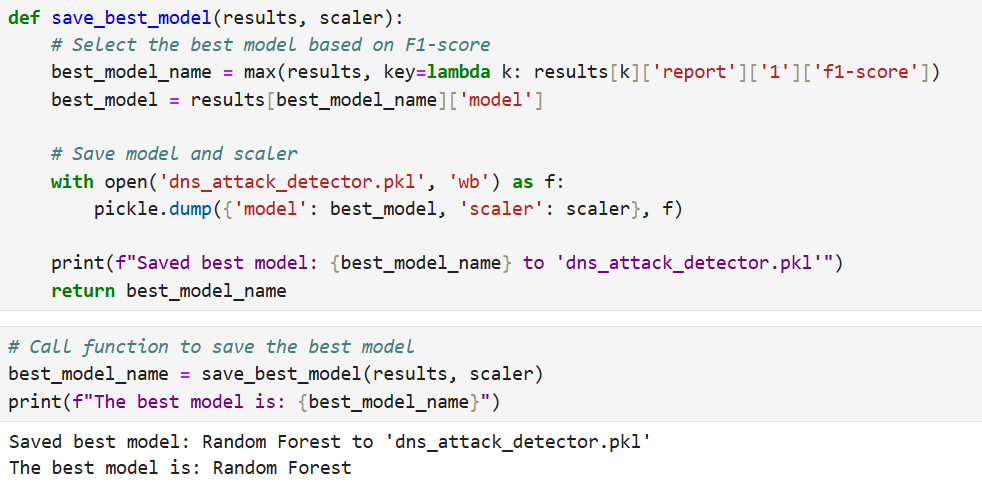 def save_best_model(results, scaler):
    # Select the best model based on F1-score
    best_model_name = max(results, key=lambda k: results[k]['report']['1']['f1-score'])
    best_model = results[best_model_name]['model']

    # Save model and scaler
    with open('dns_attack_detector.pkl', 'wb') as f:
        pickle.dump({'model': best_model, 'scaler': scaler}, f)

    print(f"Saved best model: {best_model_name} to 'dns_attack_detector.pkl'")
    return best_model_name

# Call function to save the best model
best_model_name = save_best_model(results, scaler)
print(f"The best model is: {best_model_name}")
Saved best model: Random Forest to 'dns_attack_detector.pkl'
The best model is: Random Forest